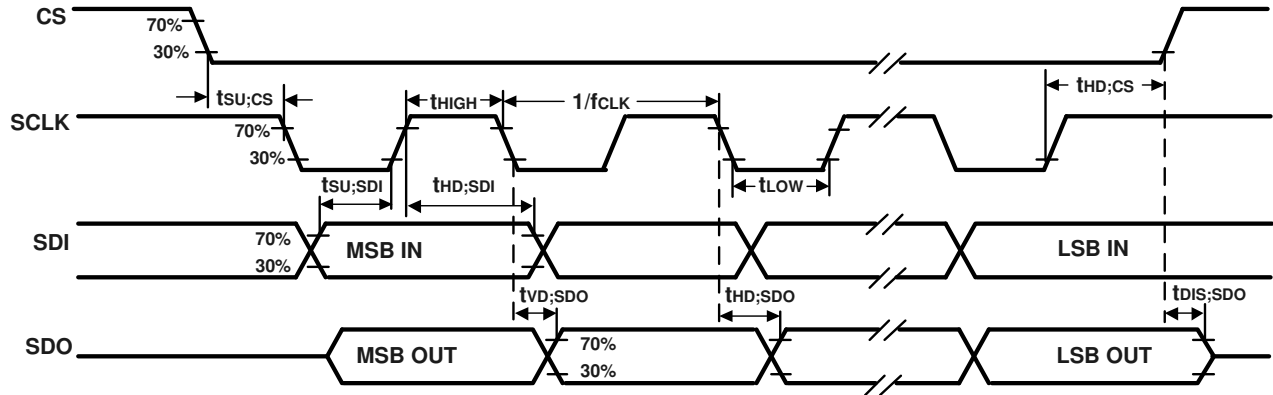 CS
70%
30%
tSU;CS
tHIGH
1/fCLK
tHD;CS
SCLK
70%
30%
tSU;SDI
tHD;SDI
tLOW
SDI
70%
30%
MSB IN
LSB IN
tVD;SDO
tHD;SDO
tDIS;SDO
SDO
MSB OUT
70%
30%
LSB OUT